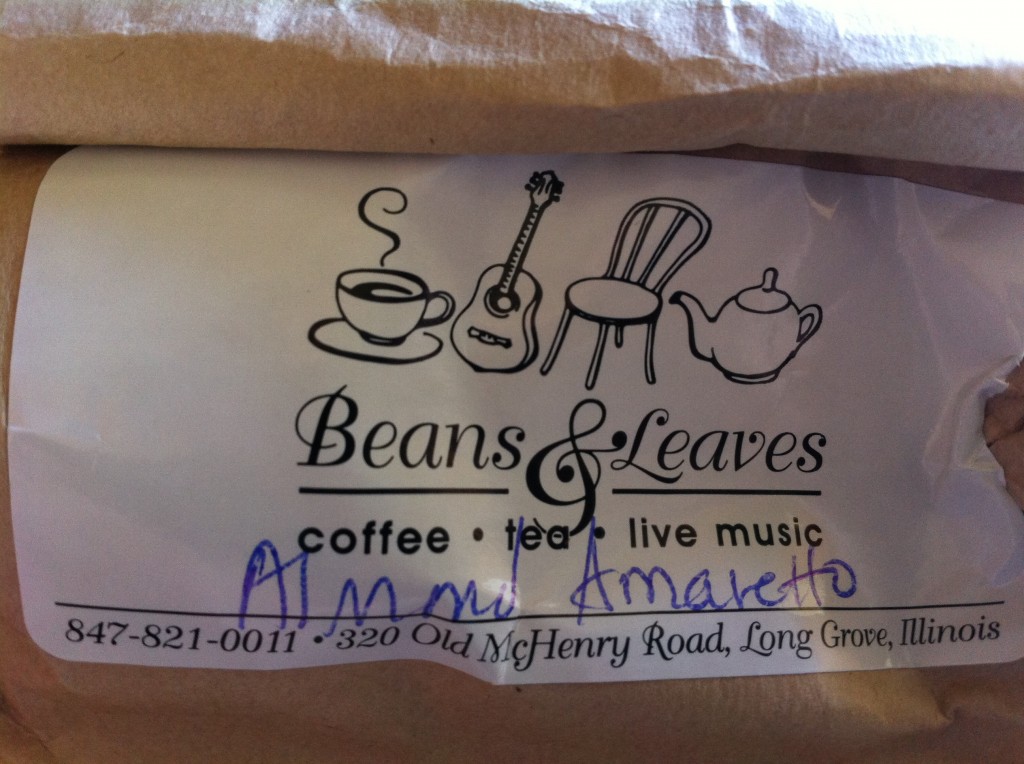 Beans & Leaves
coffee • tea • live music
Almond Amaretto
847-821-0011 • 320 Old McHenry Road, Long Grove, Illinois